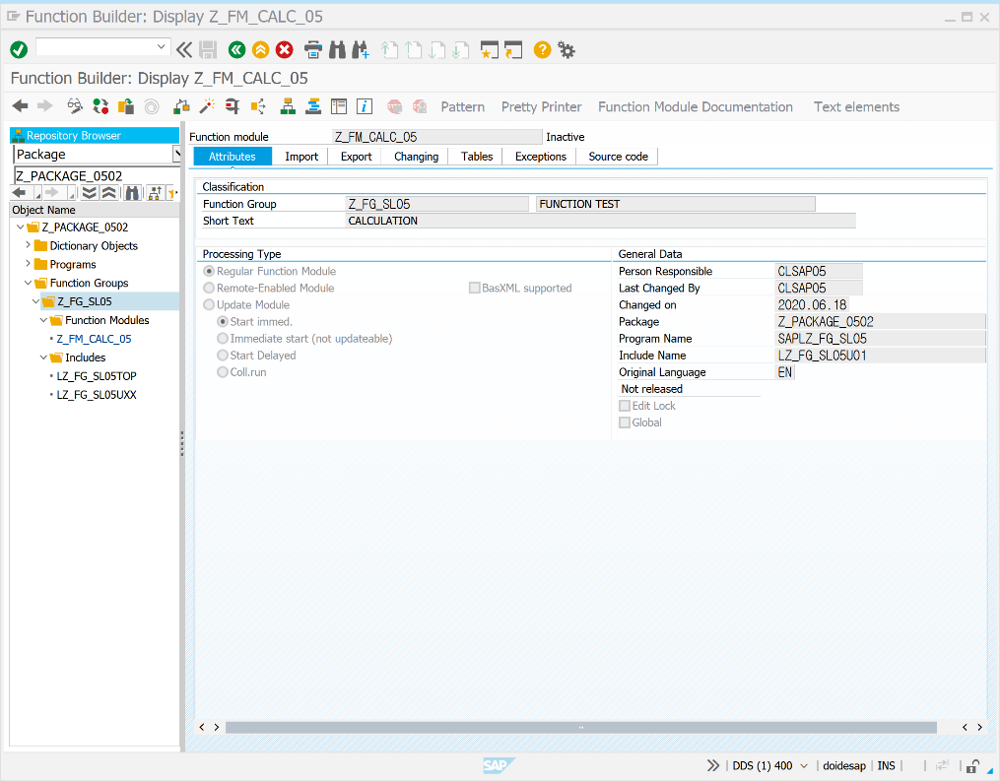 Function Builder: Display Z_FM_CALC_05
Function Builder: Display Z_FM_CALC_05
Pattern Pretty Printer Function Module Documentation Text elements
Repository Browser
Package
Z_PACKAGE_0502
Object Name
Z_PACKAGE_0502
Dictionary Objects
Programs
Function Groups
Z_FG_SL05
Function Modules
Z_FM_CALC_05
Includes
LZ_FG_SL05TOP
LZ_FG_SL05UXX
Function module Z_FM_CALC_05 Inactive
Attributes Import Export Changing Tables Exceptions Source code
Classification
Function Group Z_FG_SL05 FUNCTION TEST
Short Text CALCULATION
Processing Type
Regular Function Module
Remote-Enabled Module BasXML supported
Update Module
Start immed.
Immediate start (not updateable)
Start Delayed
Coll.run
General Data
Person Responsible CLSAP05
Last Changed By CLSAP05
Changed on 2020.06.18
Package Z_PACKAGE_0502
Program Name SAPLZ_FG_SL05
Include Name LZ_FG_SL05U01
Original Language EN
Not released
Edit Lock
Global
SAP DDS (1) 400 doidesap INS